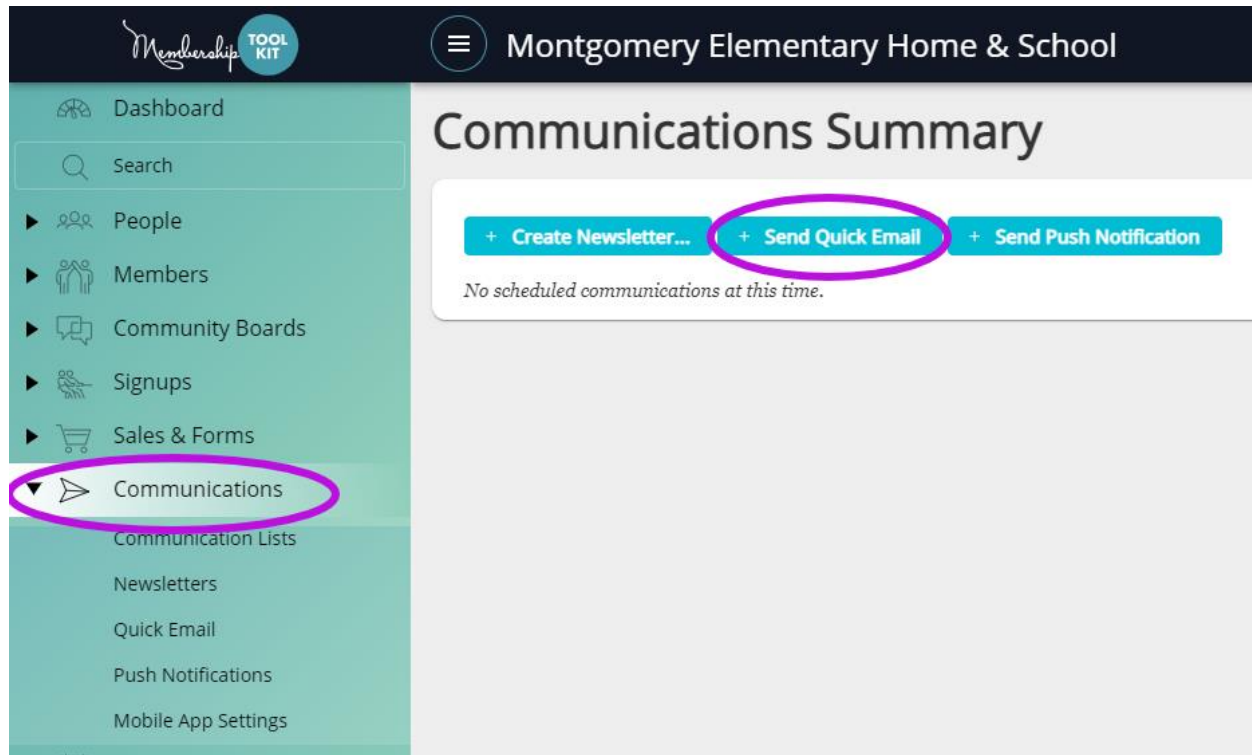 Membership TOOL KIT
Montgomery Elementary Home & School
Dashboard
Search
People
Members
Community Boards
Signups
Sales & Forms
Communications
Communication Lists
Newsletters
Quick Email
Push Notifications
Mobile App Settings
Communications Summary
+ Create Newsletter...
+ Send Quick Email
+ Send Push Notification
No scheduled communications at this time.